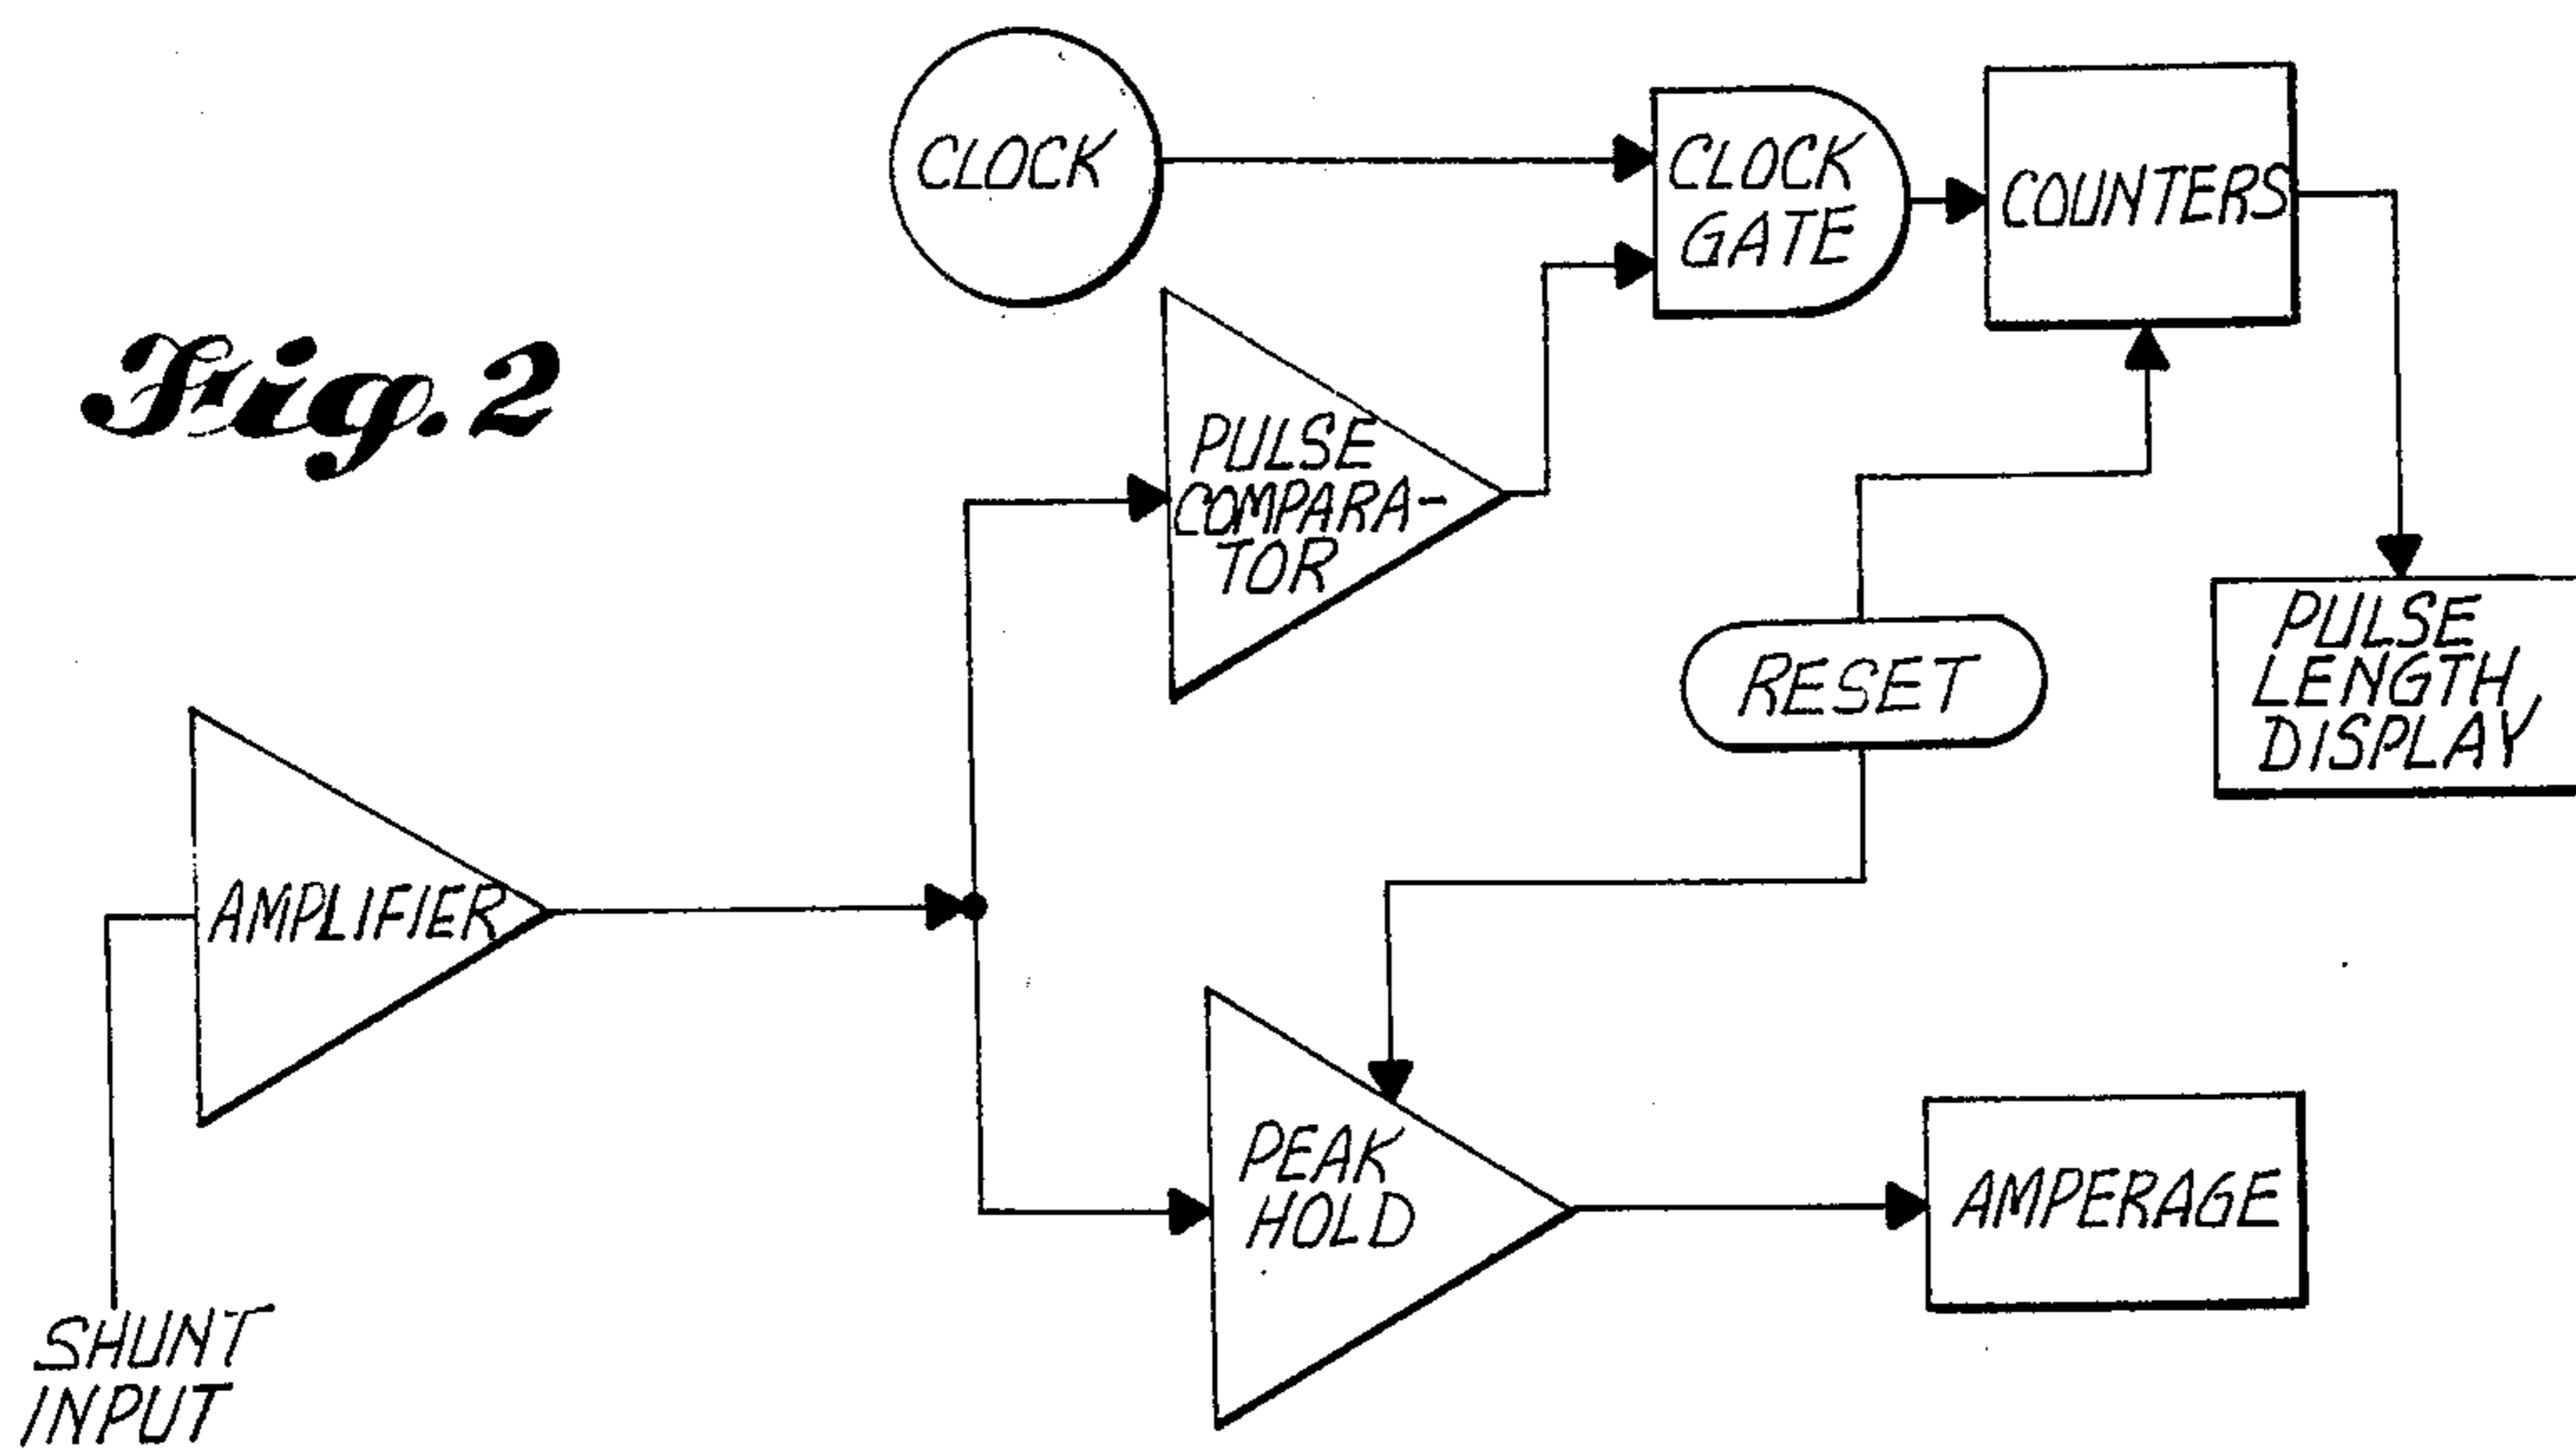 Fig. 2
CLOCK
CLOCK
GATE
COUNTERS
PULSE
COMPARA-
TOR
RESET
PULSE
LENGTH
DISPLAY
AMPLIFIER
PEAK
HOLD
AMPERAGE
SHUNT
INPUT